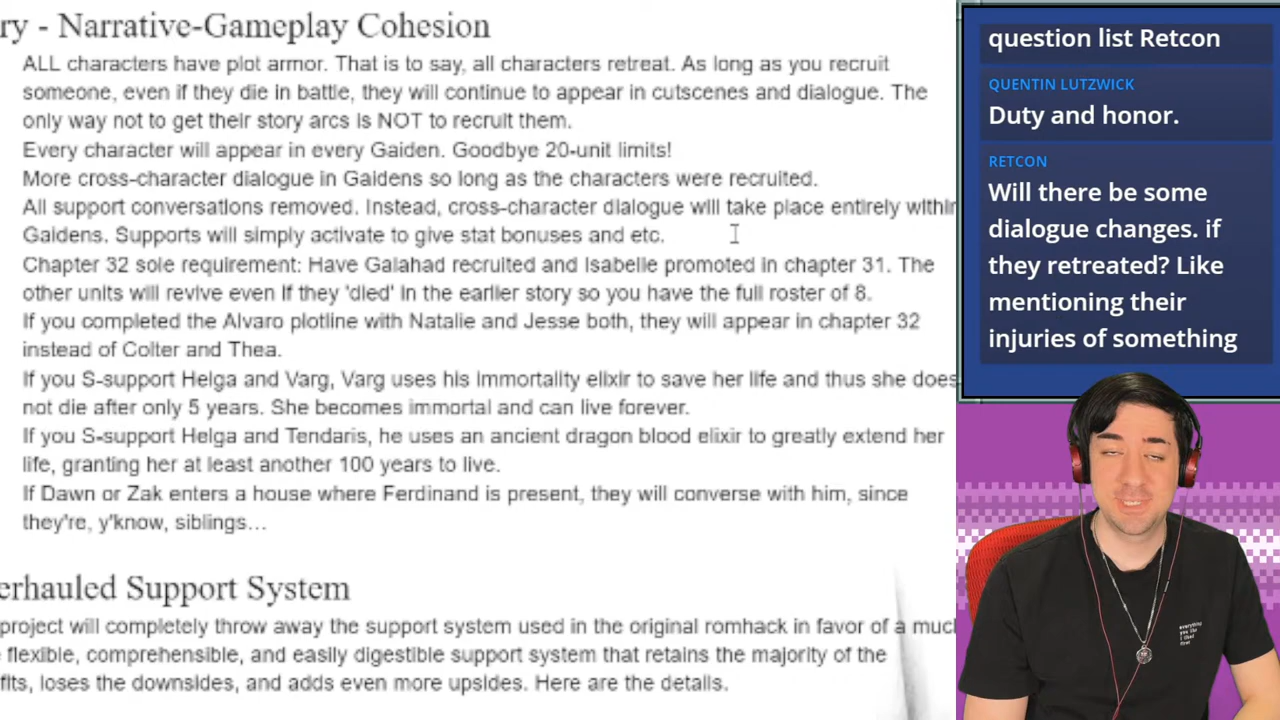 ry - Narrative-Gameplay Cohesion
ALL characters have plot armor. That is to say, all characters retreat. As long as you recruit
someone, even if they die in battle, they will continue to appear in cutscenes and dialogue. The
only way not to get their story arcs is NOT to recruit them.
Every character will appear in every Gaiden. Goodbye 20-unit limits!
More cross-character dialogue in Gaidens so long as the characters were recruited.
All support conversations removed. Instead, cross-character dialogue will take place entirely within
Gaidens. Supports will simply activate to give stat bonuses and etc.
Chapter 32 sole requirement: Have Galahad recruited and Isabelle promoted in chapter 31. The
other units will revive even if they 'died' in the earlier story so you have the full roster of 8.
If you completed the Alvaro plotline with Natalie and Jesse both, they will appear in chapter 32
instead of Colter and Thea.
If you S-support Helga and Varg, Varg uses his immortality elixir to save her life and thus she does
not die after only 5 years. She becomes immortal and can live forever.
If you S-support Helga and Tendaris, he uses an ancient dragon blood elixir to greatly extend her
life, granting her at least another 100 years to live.
If Dawn or Zak enters a house where Ferdinand is present, they will converse with him, since
they're, y'know, siblings...
erhauled Support System
project will completely throw away the support system used in the original romhack in favor of a muc
flexible, comprehensible, and easily digestible support system that retains the majority of the
fits, loses the downsides, and adds even more upsides. Here are the details.
question list Retcon
QUENTIN LUTZWICK
Duty and honor.
RETCON
Will there be some
dialogue changes. if
they retreated? Like
mentioning their
injuries of something